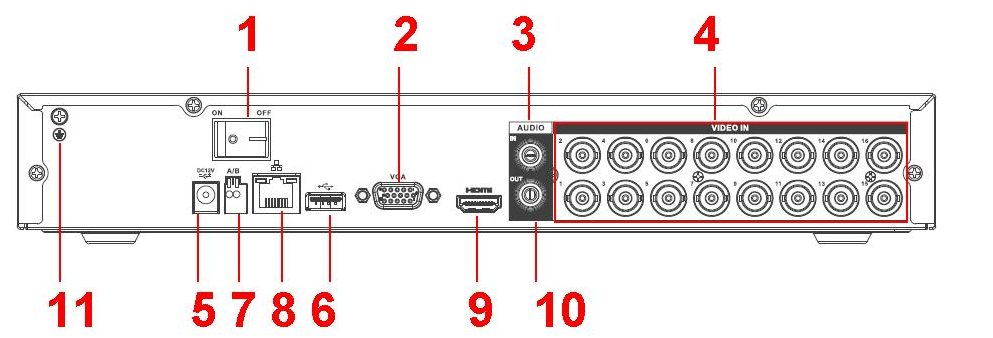 1 2 3 4
ON OFF
AUDIO VIDEO IN
IN
2 4 6 8 10 12 14 16
DC12V A/B VGA
OUT
HDMI
1 3 5 7 9 11 13 15
11 5 7 8 6 9 10